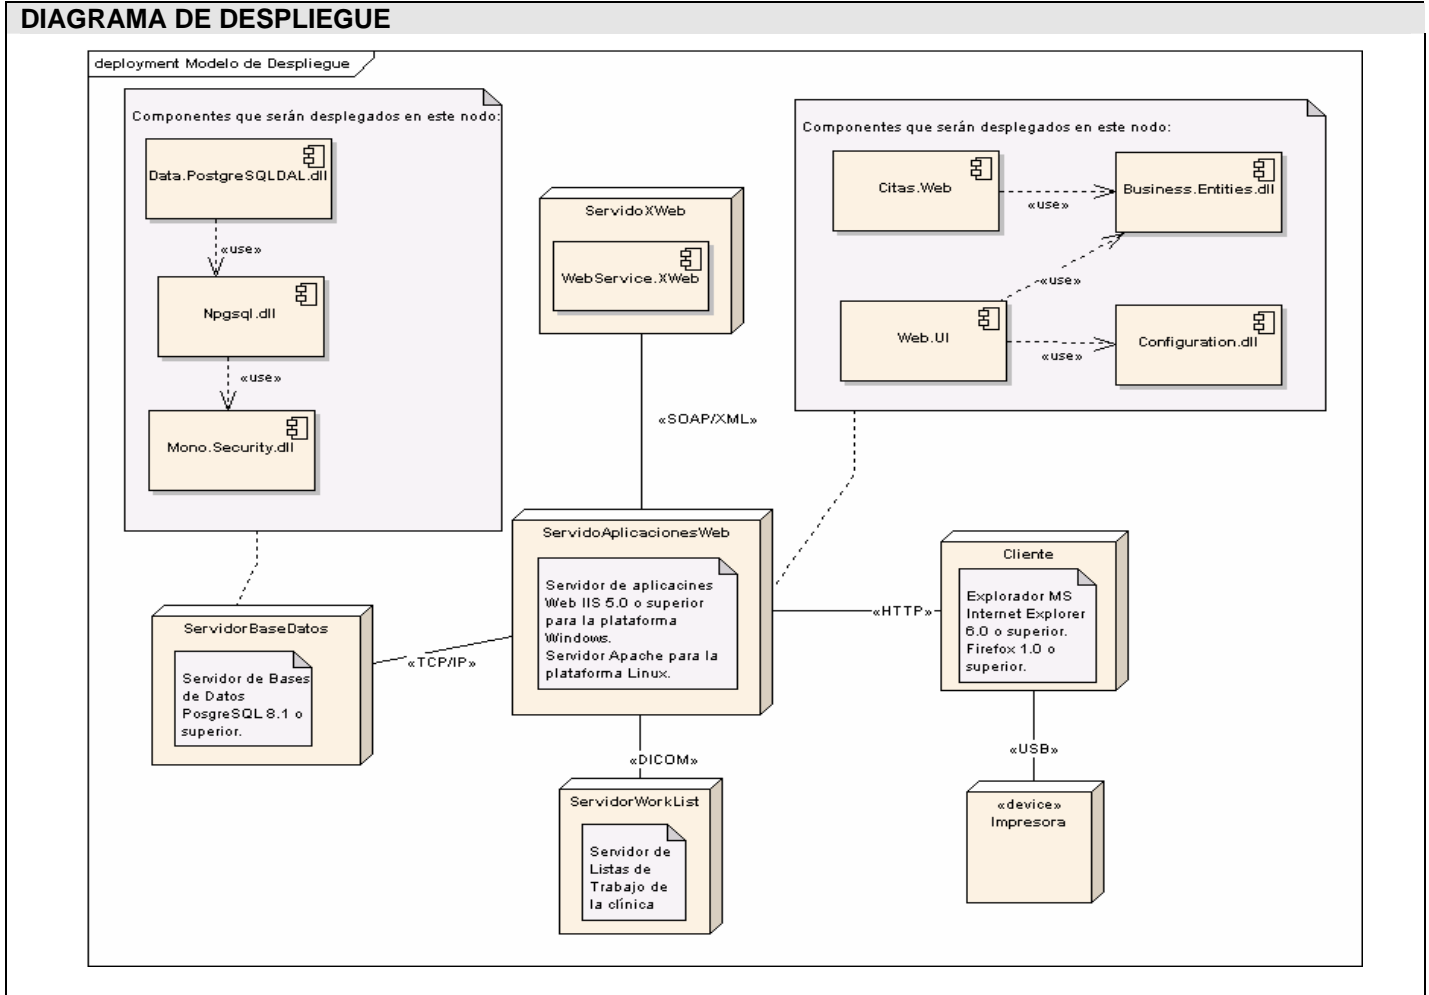 DIAGRAMA DE DESPLIEGUE
deployment Modelo de Despliegue
Componentes que serán desplegados en este nodo:
Data.PostgreSQLDAL.dll
«use»
Npgsql.dll
«use»
Mono.Security.dll
ServidoXWeb
WebService.XWeb
«SOAP/XML»
Componentes que serán desplegados en este nodo:
Citas.Web
«use»
Business.Entities.dll
«use»
Web.UI
«use»
Configuration.dll
ServidorBaseDatos
Servidor de Bases
de Datos
PosgreSQL 8.1 o
superior.
«TCP/IP»
ServidoAplicacionesWeb
Servidor de aplicacines
Web IIS 5.0 o superior
para la plataforma
Windows.
Servidor Apache para la
plataforma Linux.
«HTTP»
Cliente
Explorador MS
Internet Explorer
6.0 o superior.
Firefox 1.0 o
superior.
«DICOM»
ServidorWorkList
Servidor de
Listas de
Trabajo de
la clínica
«USB»
«device»
Impresora